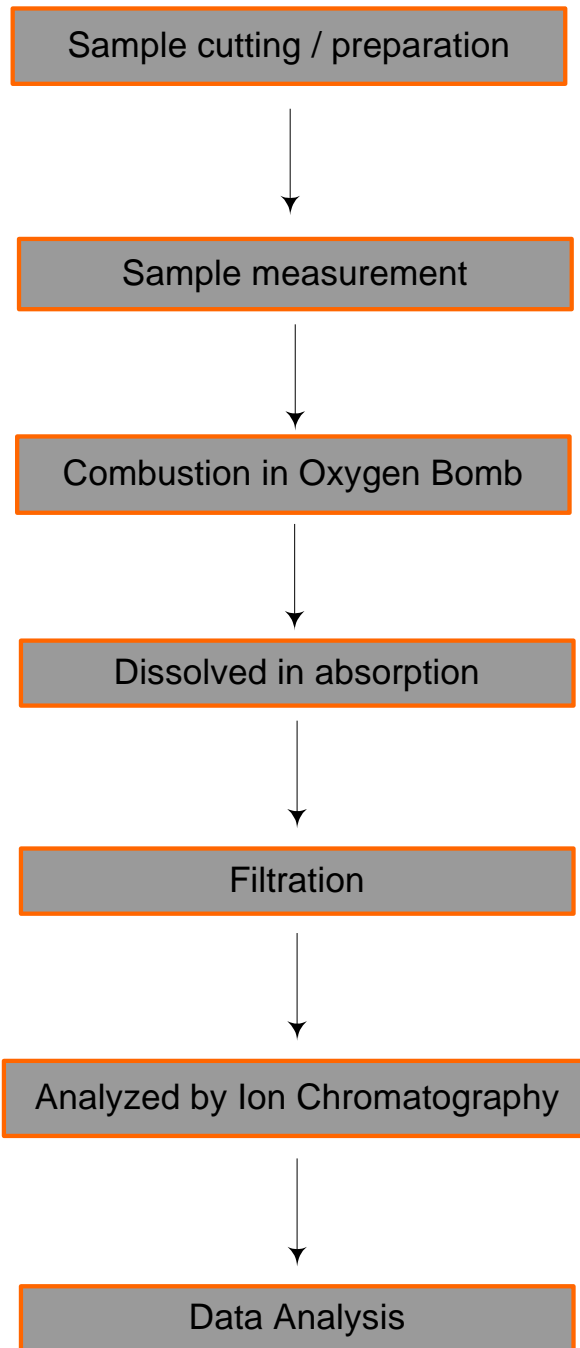 Sample cutting / preparation
Sample measurement
Combustion in Oxygen Bomb
Dissolved in absorption
Filtration
Analyzed by Ion Chromatography
Data Analysis